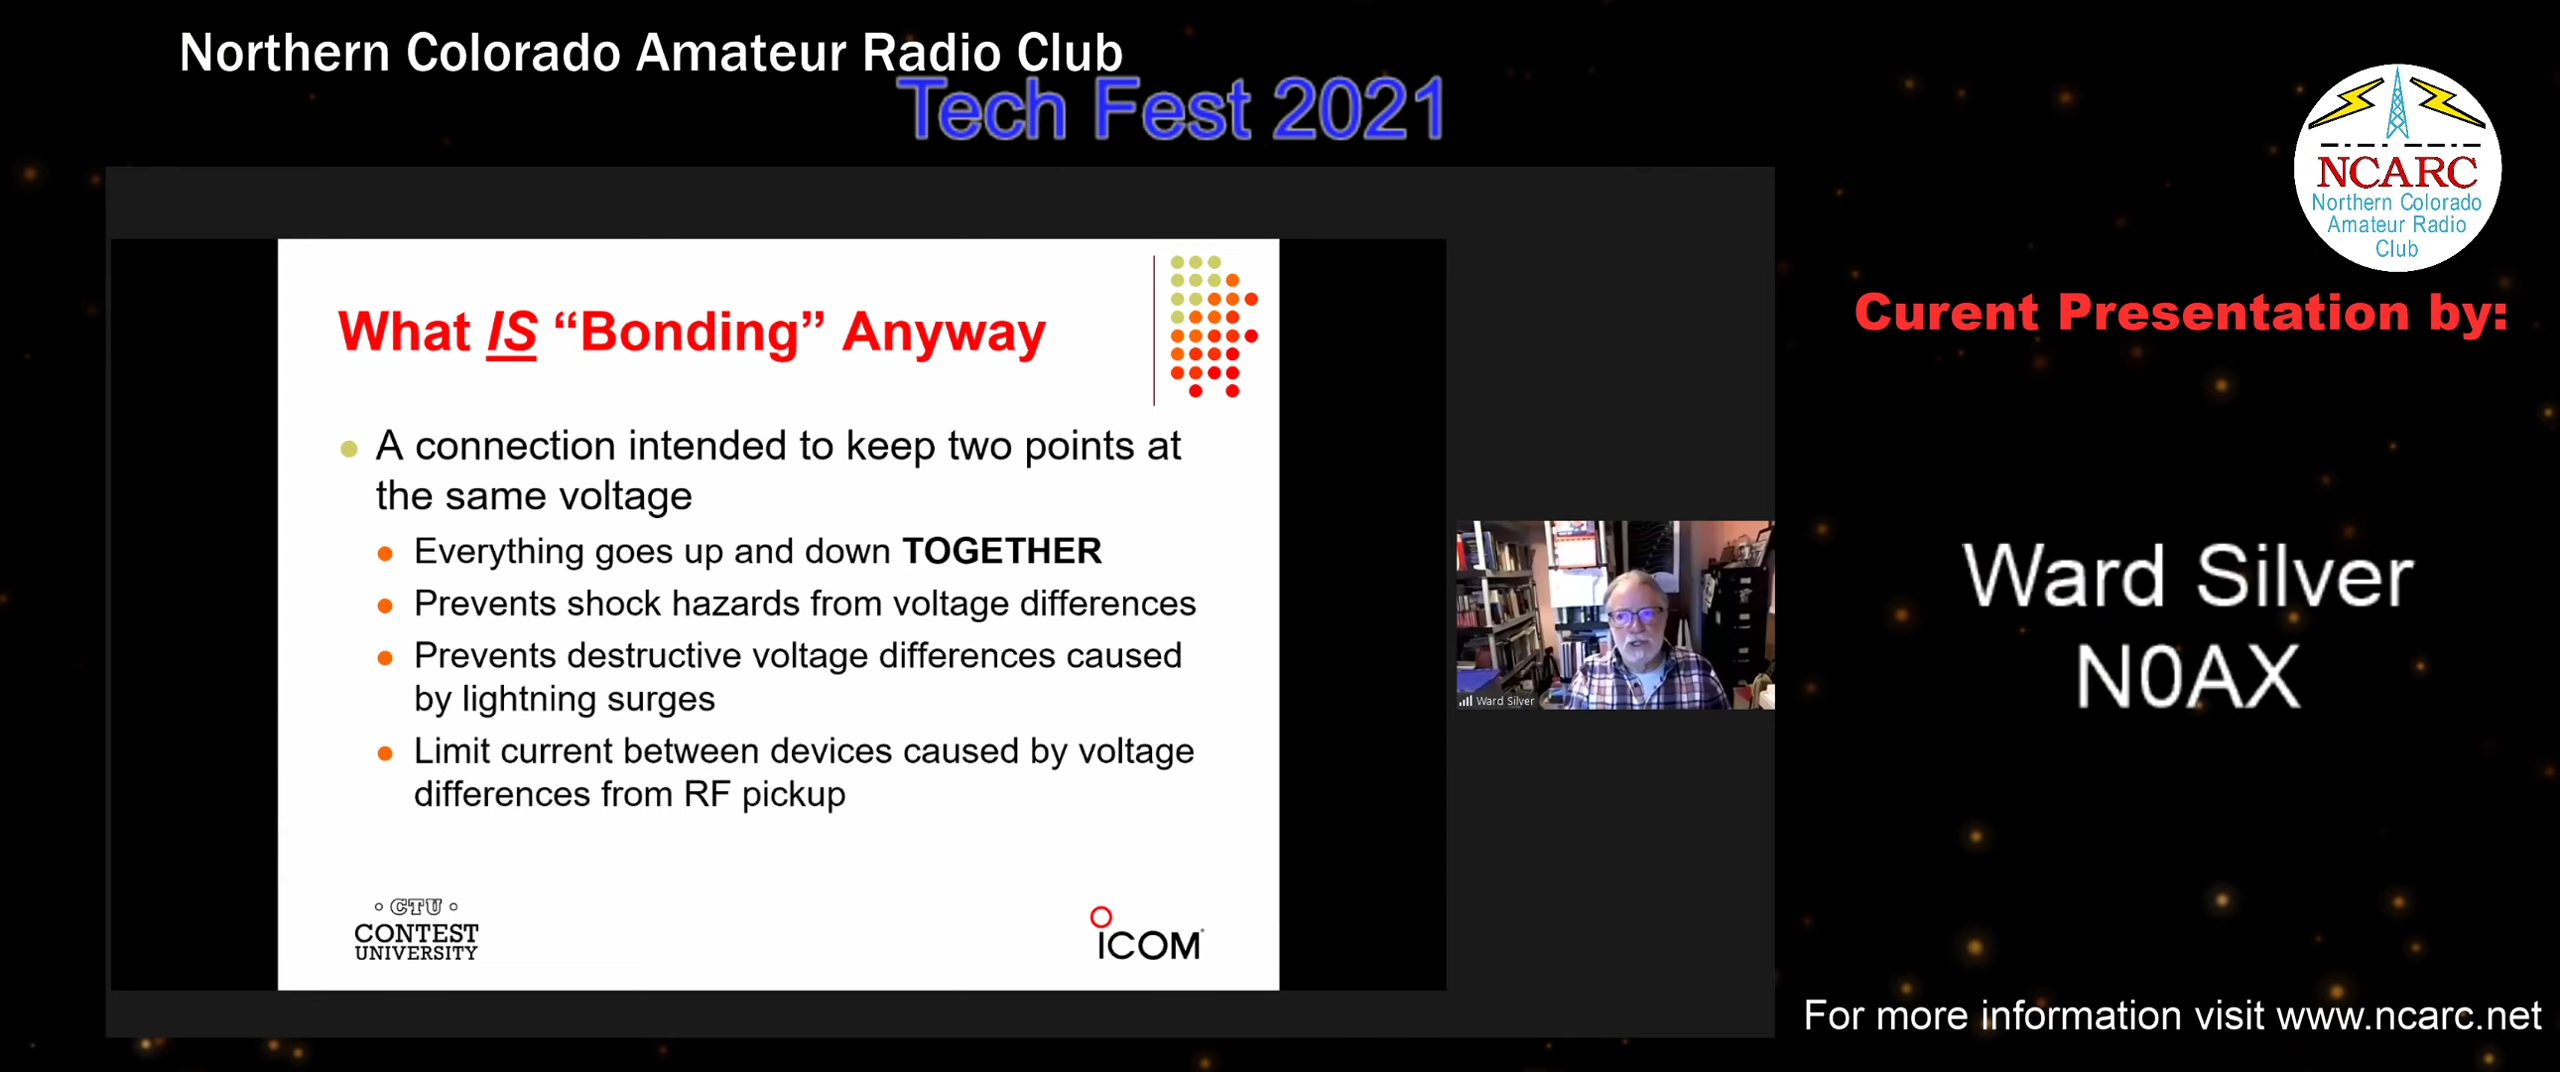 Northern Colorado Amateur Radio Club
Tech Fest 2021
NCARC
Northern Colorado
Amateur Radio
Club
Curent Presentation by:
Ward Silver
N0AX
What IS “Bonding” Anyway
A connection intended to keep two points at
the same voltage
Everything goes up and down TOGETHER
Prevents shock hazards from voltage differences
Prevents destructive voltage differences caused
by lightning surges
Limit current between devices caused by voltage
differences from RF pickup
CTU
CONTEST
UNIVERSITY
ICOM
Ward Silver
For more information visit www.ncarc.net